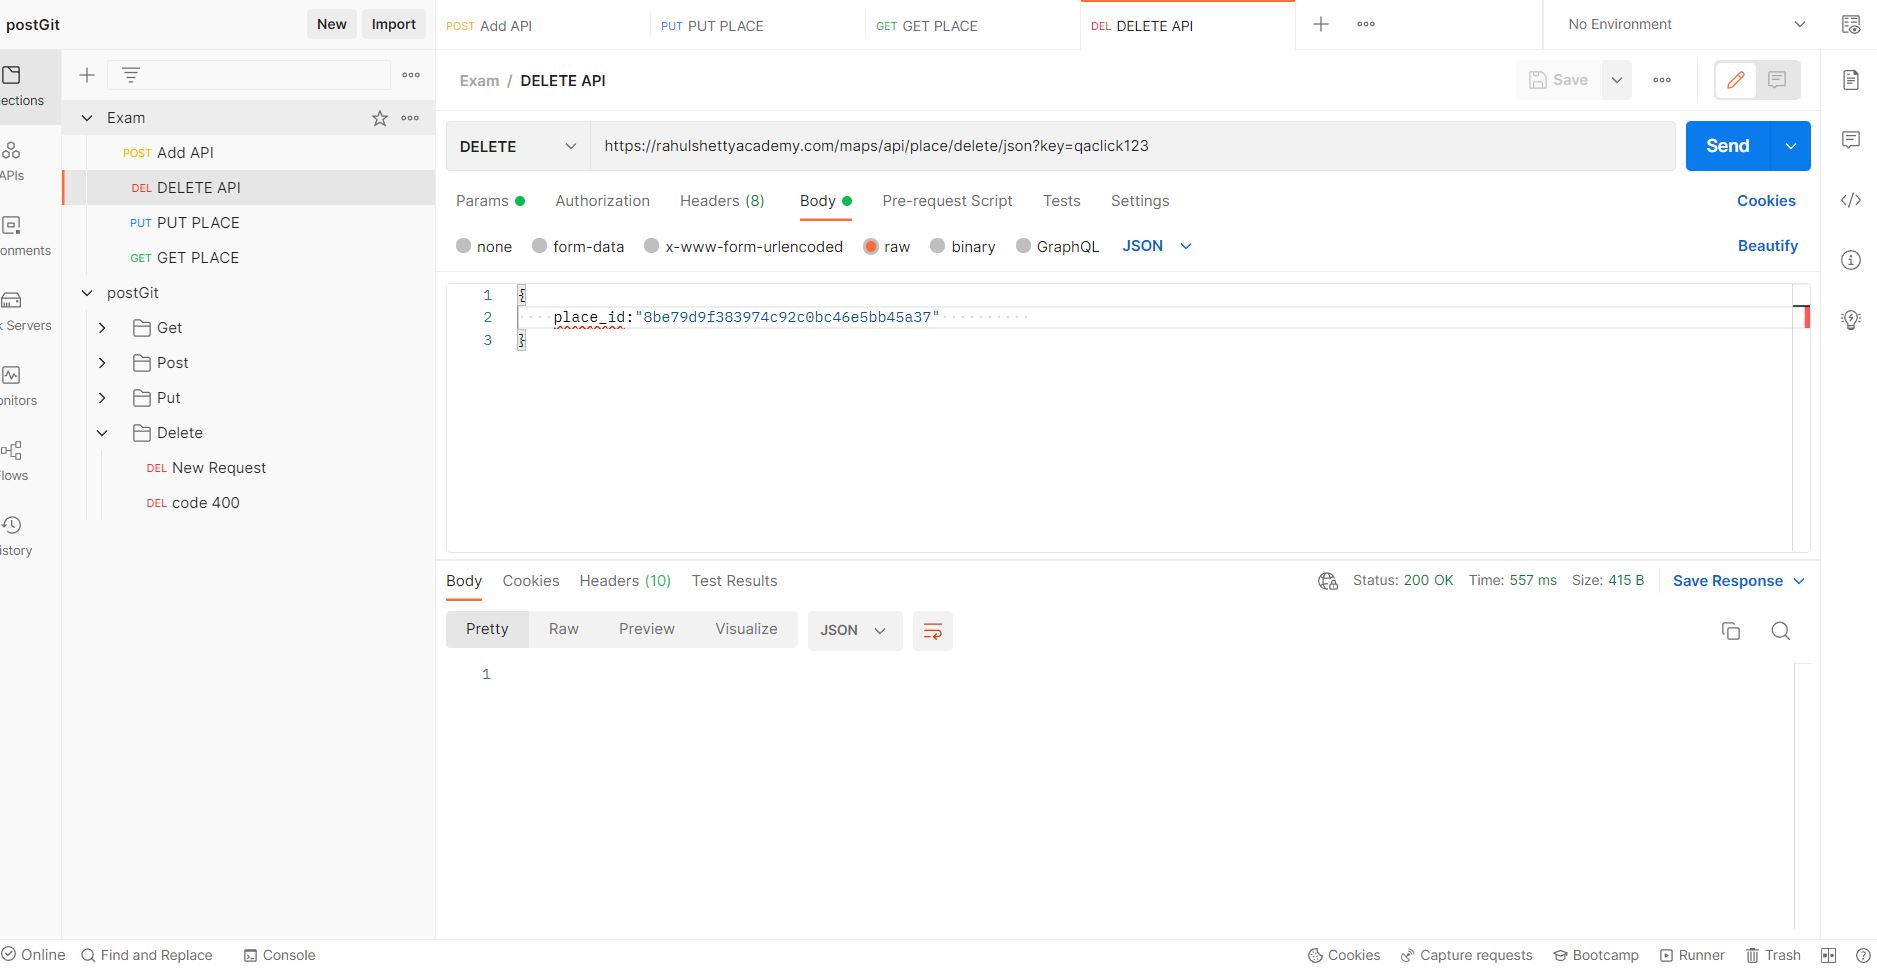 postGit New Import
POST Add API PUT PUT PLACE GET GET PLACE DEL DELETE API No Environment
ections
APIs
onments
k Servers
onitors
lows
istory
Exam
POST Add API
DEL DELETE API
PUT PUT PLACE
GET GET PLACE
postGit
Get
Post
Put
Delete
DEL New Request
DEL code 400
Exam / DELETE API Save
DELETE https://rahulshettyacademy.com/maps/api/place/delete/json?key=qaclick123 Send
Params Authorization Headers (8) Body Pre-request Script Tests Settings Cookies
none form-data x-www-form-urlencoded raw binary GraphQL JSON Beautify
1 {
2 place_id:"8be79d9f383974c92c0bc46e5bb45a37"
3 }
Body Cookies Headers (10) Test Results Status: 200 OK Time: 557 ms Size: 415 B Save Response
Pretty Raw Preview Visualize JSON
1
Online Find and Replace Console Cookies Capture requests Bootcamp Runner Trash